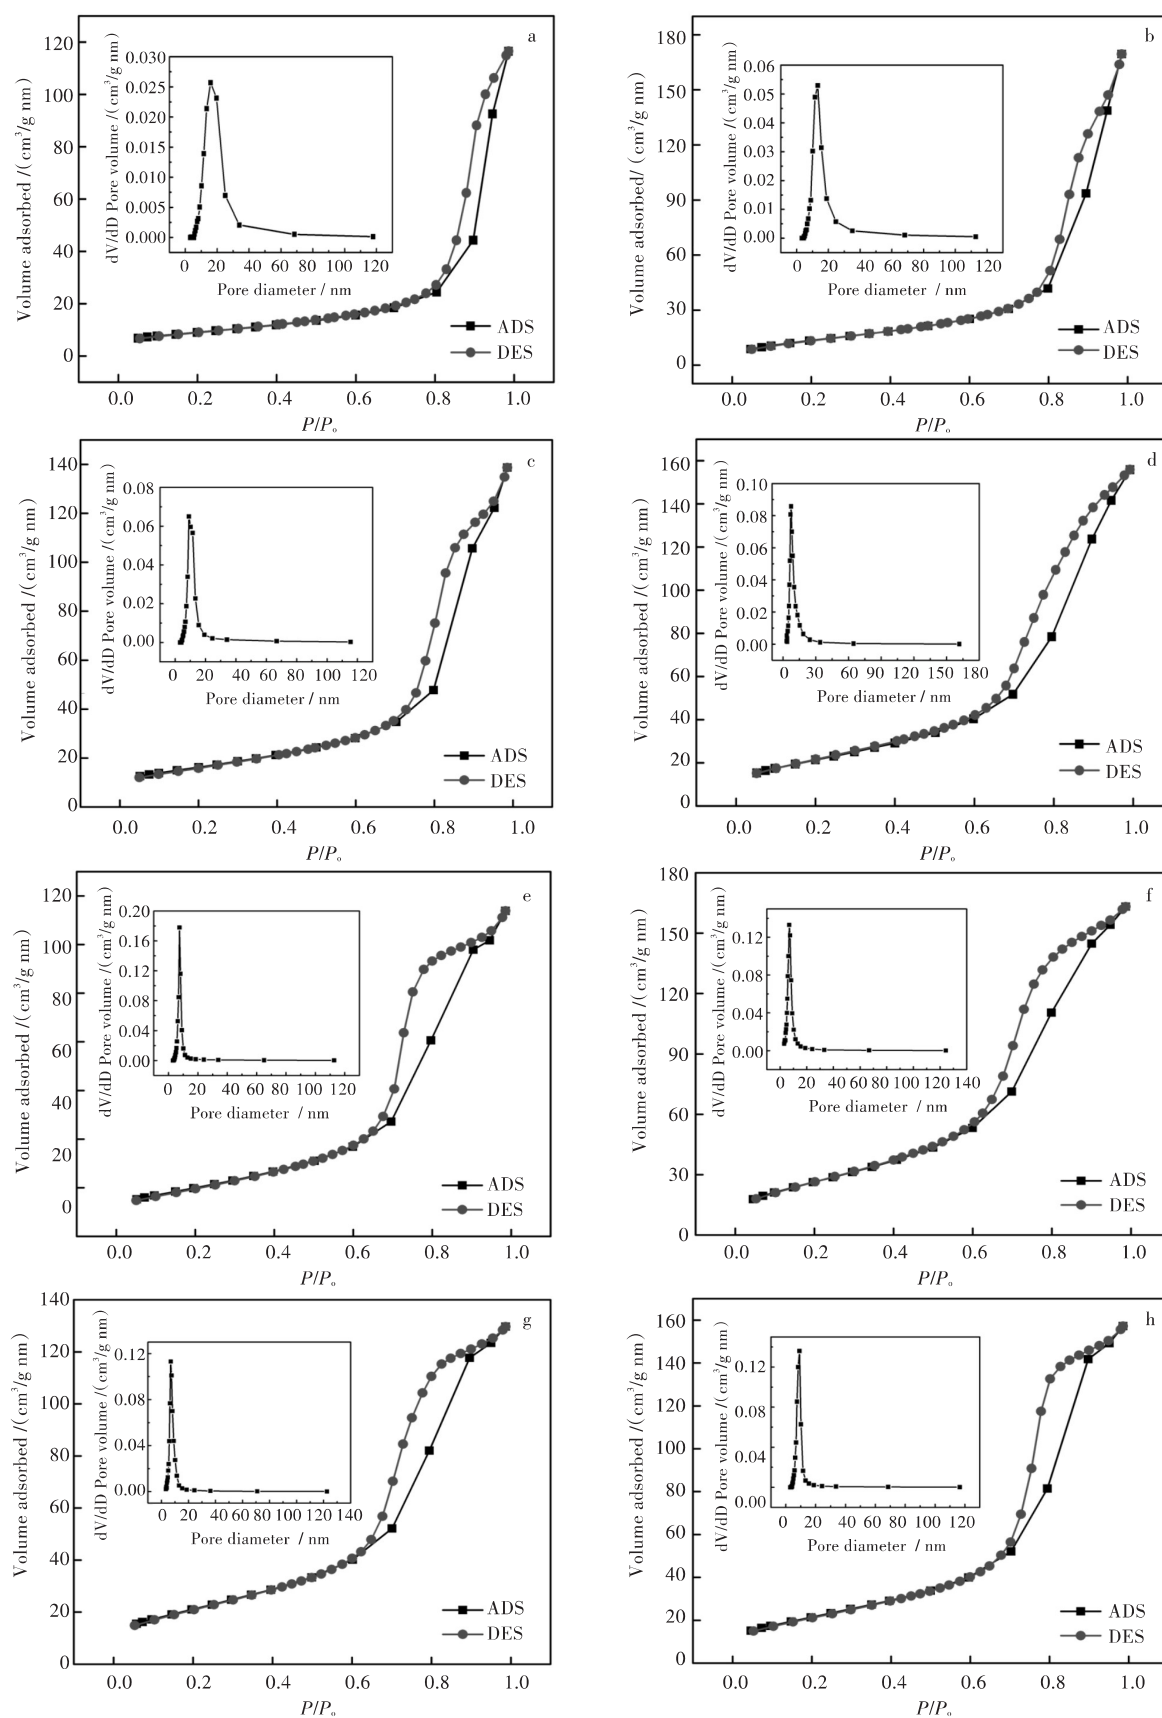 a
Volume adsorbed /(cm³/g nm)
120
100
80
60
40
20
0
0.0 0.2 0.4 0.6 0.8 1.0
P/Pₒ
ADS
DES
dV/dD Pore volume /(cm³/g nm)
0.030
0.025
0.020
0.015
0.010
0.005
0.000
0 20 40 60 80 100 120
Pore diameter / nm
b
Volume adsorbed/ (cm³/g nm)
180
150
120
90
60
30
0
0.0 0.2 0.4 0.6 0.8 1.0
P/Pₒ
ADS
DES
dV/dD Pore volume /(cm³/g nm)
0.06
0.05
0.04
0.03
0.02
0.01
0.00
0 20 40 60 80 100 120
Pore diameter / nm
c
Volume adsorbed /(cm³/g nm)
140
120
100
80
60
40
20
0
0.0 0.2 0.4 0.6 0.8 1.0
P/Pₒ
ADS
DES
dV/dD Pore volume /(cm³/g nm)
0.08
0.06
0.04
0.02
0.00
0 20 40 60 80 100 120
Pore diameter / nm
d
Volume adsorbed /(cm³/g nm)
160
140
120
100
80
60
40
20
0
0.0 0.2 0.4 0.6 0.8 1.0
P/Pₒ
ADS
DES
dV/dD Pore volume /(cm³/g nm)
0.10
0.08
0.06
0.04
0.02
0.00
0 30 60 90 120 150 180
Pore diameter / nm
e
Volume adsorbed /(cm³/g nm)
120
100
80
60
40
20
0
0.0 0.2 0.4 0.6 0.8 1.0
P/Pₒ
ADS
DES
dV/dD Pore volume /(cm³/g nm)
0.20
0.16
0.12
0.08
0.04
0.00
0 20 40 60 80 100 120
Pore diameter / nm
f
Volume adsorbed /(cm³/g nm)
180
150
120
90
60
30
0
0.0 0.2 0.4 0.6 0.8 1.0
P/Pₒ
ADS
DES
dV/dD Pore volume /(cm³/g nm)
0.12
0.08
0.04
0.00
0 20 40 60 80 100 120 140
Pore diameter / nm
g
Volume adsorbed /(cm³/g nm)
140
120
100
80
60
40
20
0
0.0 0.2 0.4 0.6 0.8 1.0
P/Pₒ
ADS
DES
dV/dD Pore volume /(cm³/g nm)
0.12
0.08
0.04
0.00
0 20 40 60 80 100 120 140
Pore diameter / nm
h
Volume adsorbed /(cm³/g nm)
160
140
120
100
80
60
40
20
0
0.0 0.2 0.4 0.6 0.8 1.0
P/Pₒ
ADS
DES
dV/dD Pore volume /(cm³/g nm)
0.12
0.08
0.04
0.00
0 20 40 60 80 100 120
Pore diameter / nm